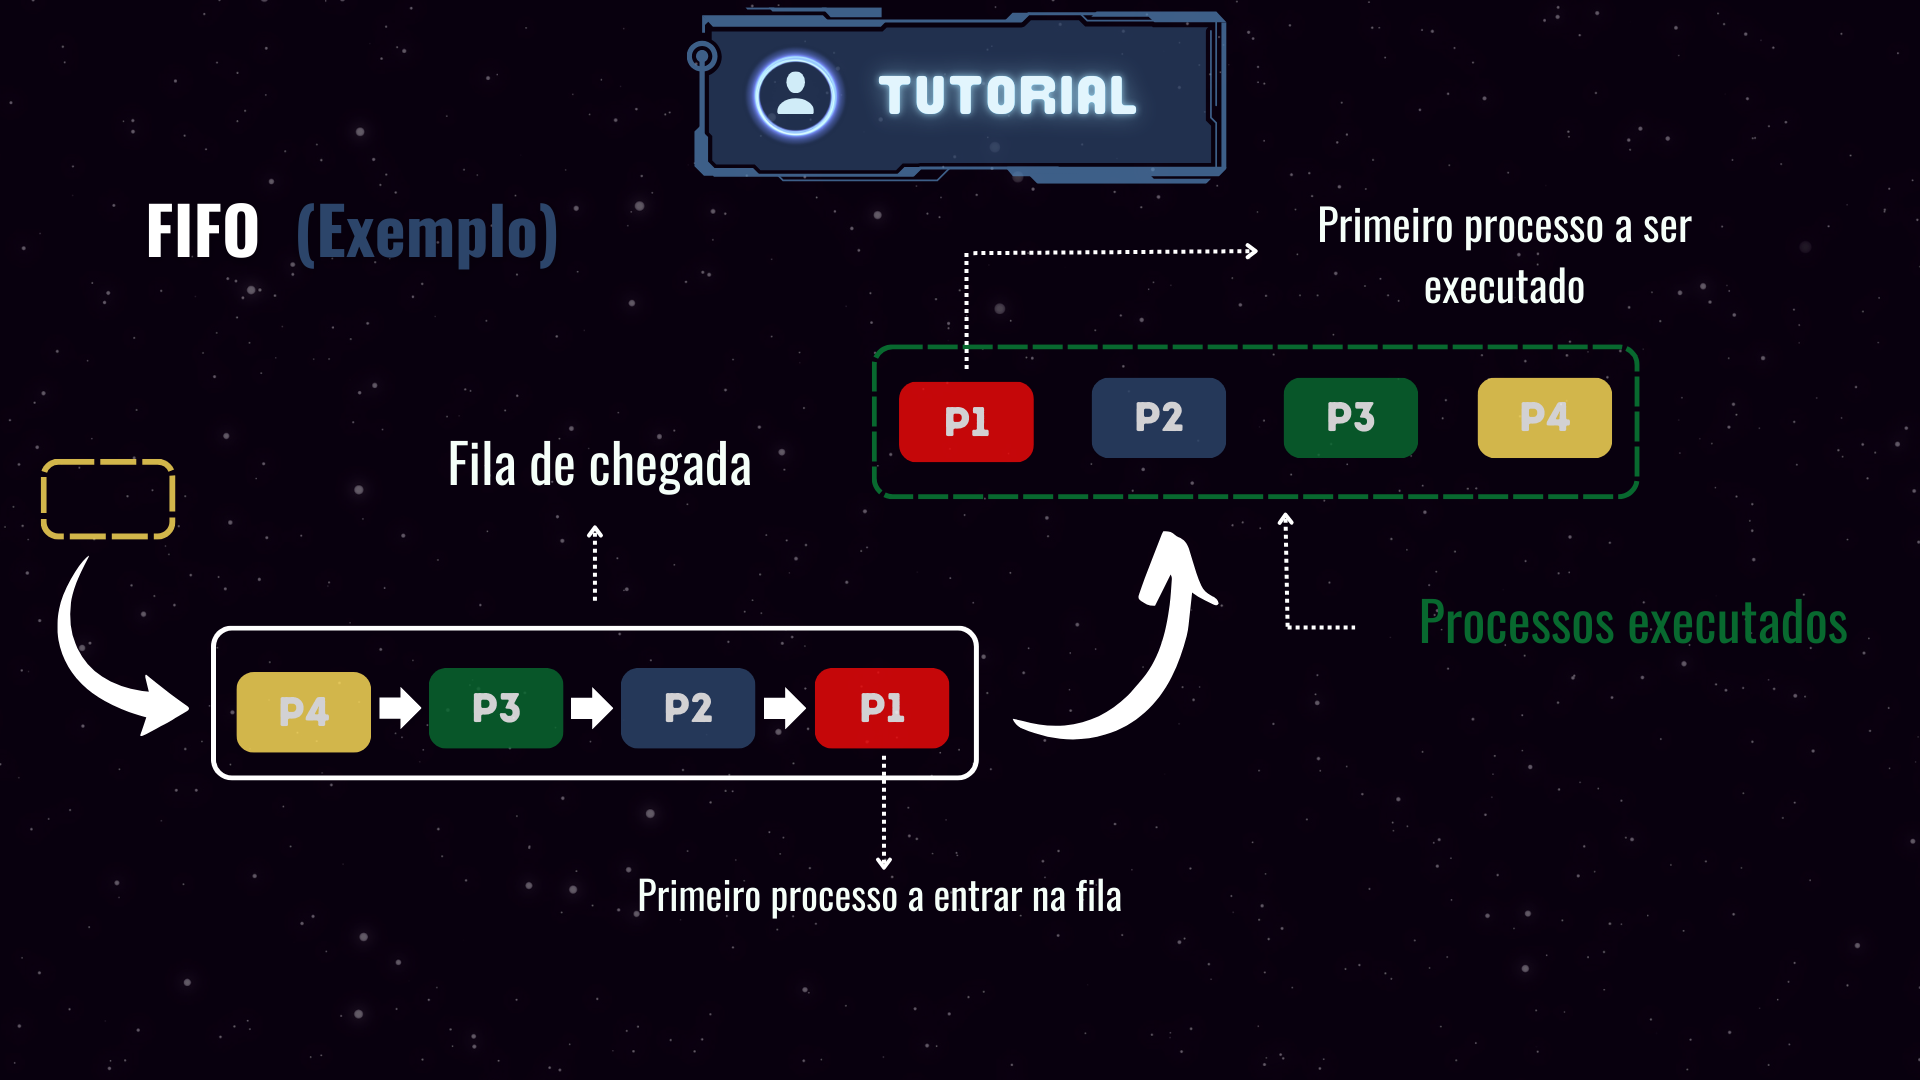 TUTORIAL
FIFO (Exemplo)
Primeiro processo a ser
executado
P1 P2 P3 P4
Fila de chegada
Processos executados
P4 P3 P2 P1
Primeiro processo a entrar na fila